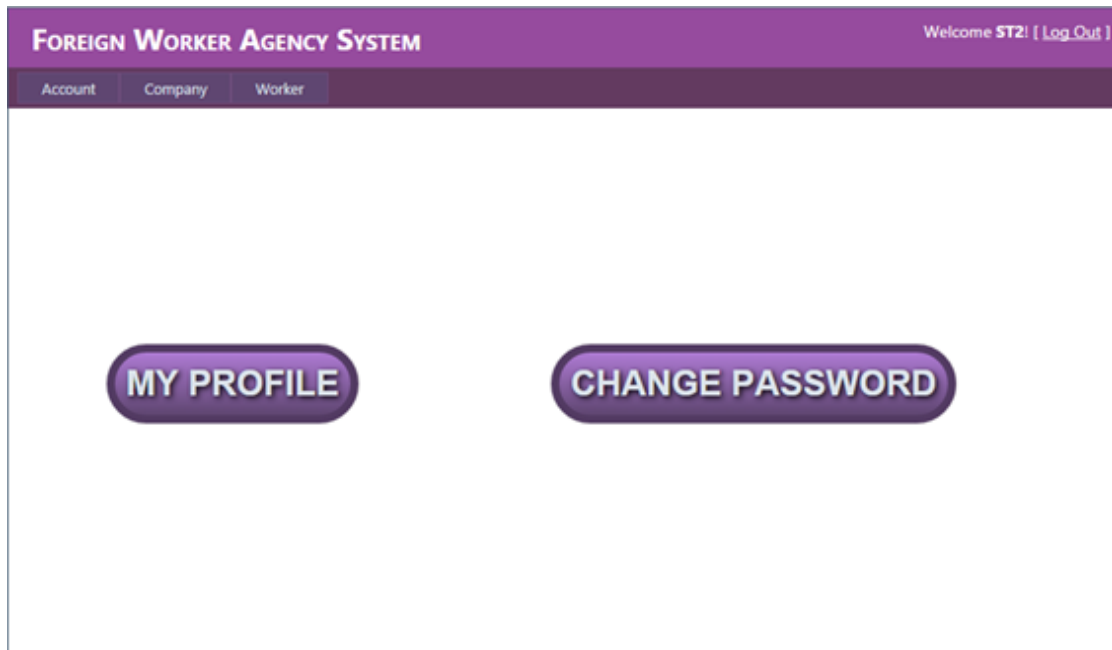 Foreign Worker Agency System
Welcome ST2! [ Log Out ]
Account Company Worker
MY PROFILE
CHANGE PASSWORD